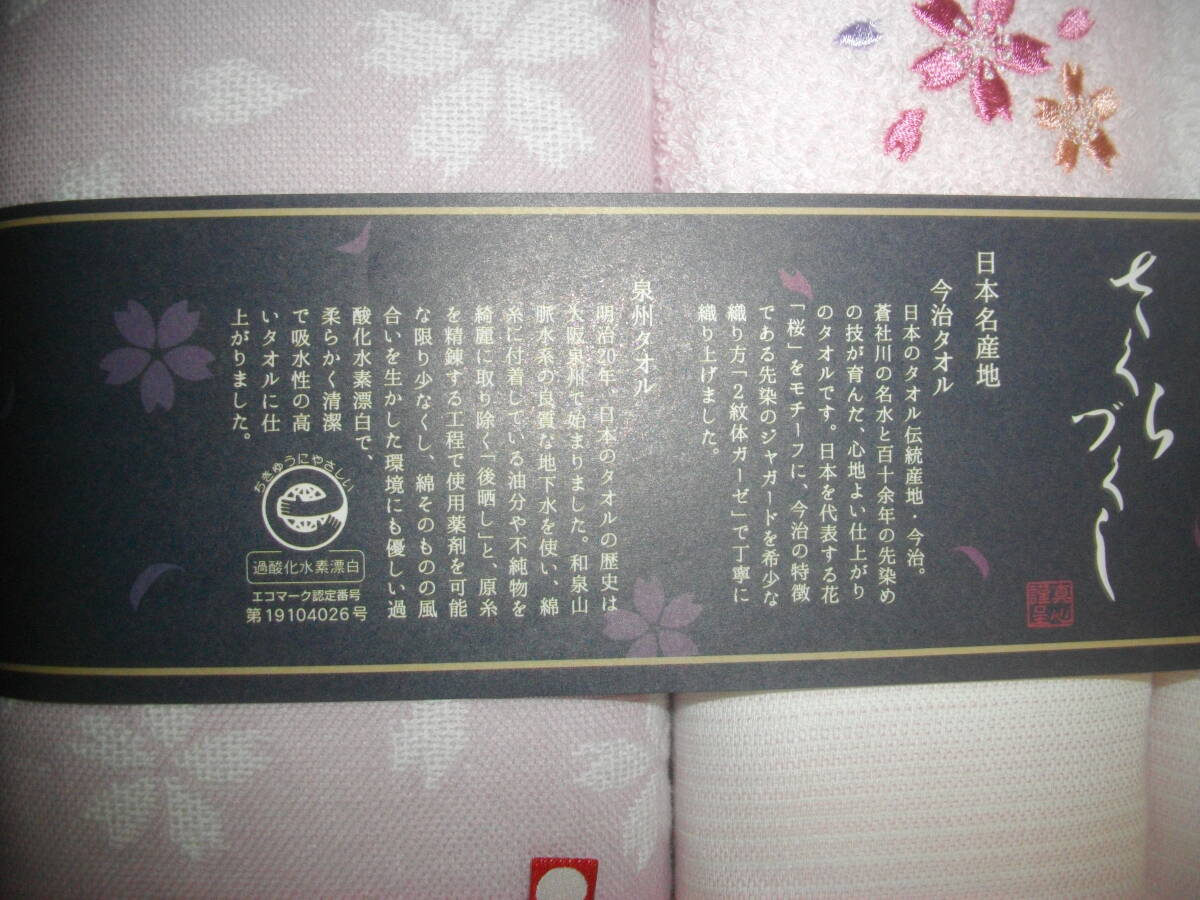 さくら
づくし
真心
謹呈
日本名産地
今治タオル
日本のタオル伝統産地・今治。
蒼社川の名水と百十余年の先染め
の技が育んだ、心地よい仕上がり
のタオルです。日本を代表する花
「桜」をモチーフに、今治の特徴
である先染のジャガードを希少な
織り方「2紋体ガーゼ」で丁寧に
織り上げました。
泉州タオル
明治20年、日本のタオルの歴史は
大阪泉州で始まりました。和泉山
脈水系の良質な地下水を使い、綿
糸に付着している油分や不純物を
綺麗に取り除く「後晒し」と、原糸
を精錬する工程で使用薬剤を可能
な限り少なくし、綿そのものの風
合いを生かした環境にも優しい過
酸化水素漂白で、
柔らかく清潔
で吸水性の高
いタオルに仕
上がりました。
ちきゅうにやさしい
過酸化水素漂白
エコマーク認定番号
第19104026号